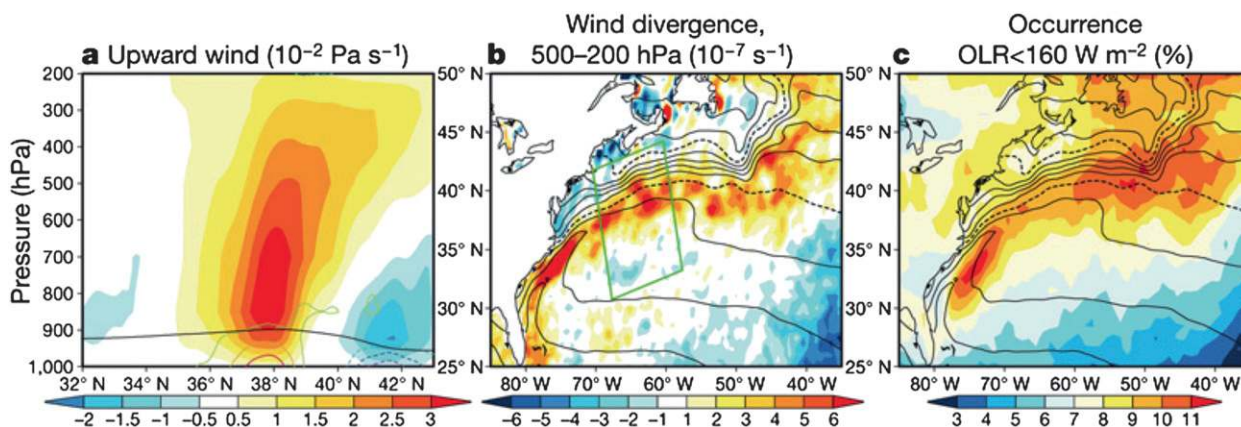 Wind divergence,
Occurrence
a Upward wind (10⁻² Pa s⁻¹)
b 500–200 hPa (10⁻⁷ s⁻¹)
c OLR<160 W m⁻² (%)
Pressure (hPa)
200
300
400
500
600
700
800
900
1,000
32° N 34° N 36° N 38° N 40° N 42° N
–2 –1.5 –1 –0.5 0.5 1 1.5 2 2.5 3
50° N
45° N
40° N
35° N
30° N
25° N
80° W 70° W 60° W 50° W 40° W
–6 –5 –4 –3 –2 –1 1 2 3 4 5 6
50° N
45° N
40° N
35° N
30° N
25° N
80° W 70° W 60° W 50° W 40° W
3 4 5 6 7 8 9 10 11